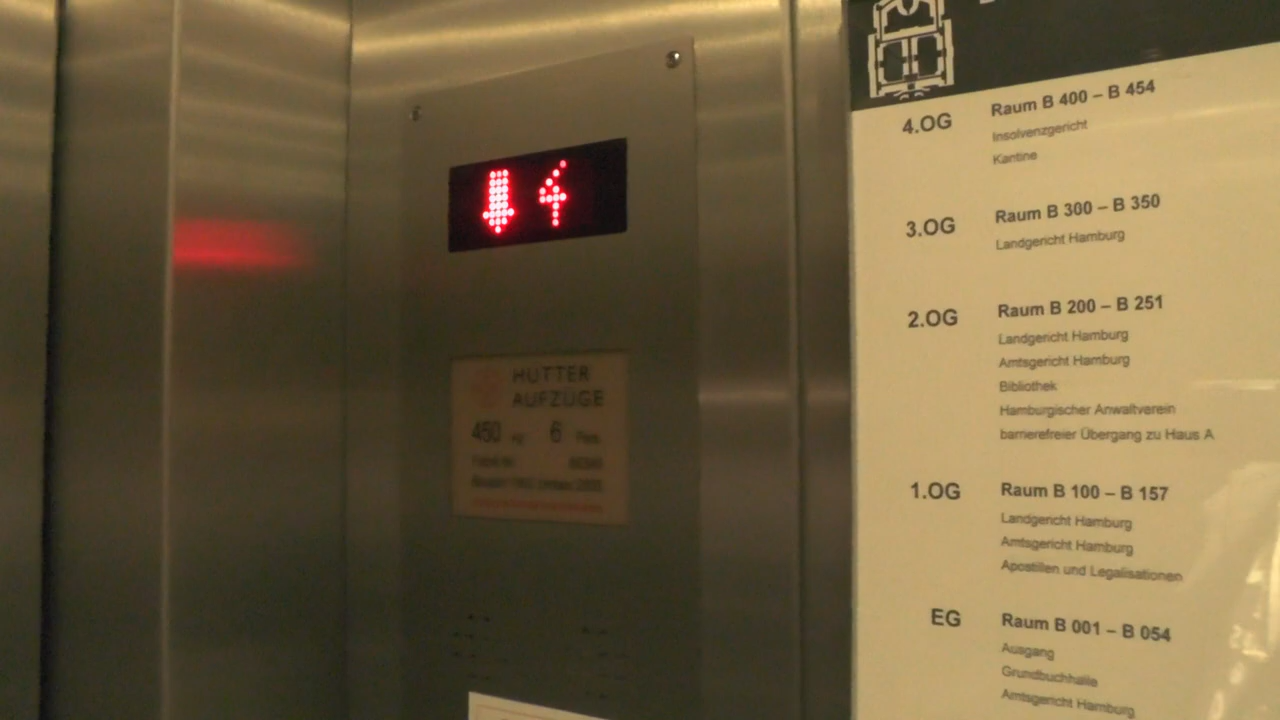 4
HÜTTER
AUFZÜGE
450 kg 6 Pers.
4.OG Raum B 400 – B 454
Insolvenzgericht
Kantine
3.OG Raum B 300 – B 350
Landgericht Hamburg
2.OG Raum B 200 – B 251
Landgericht Hamburg
Amtsgericht Hamburg
Bibliothek
Hamburgischer Anwaltverein
barrierefreier Übergang zu Haus A
1.OG Raum B 100 – B 157
Landgericht Hamburg
Amtsgericht Hamburg
Apostillen und Legalisationen
EG Raum B 001 – B 054
Ausgang
Grundbuchhalle
Amtsgericht Hamburg